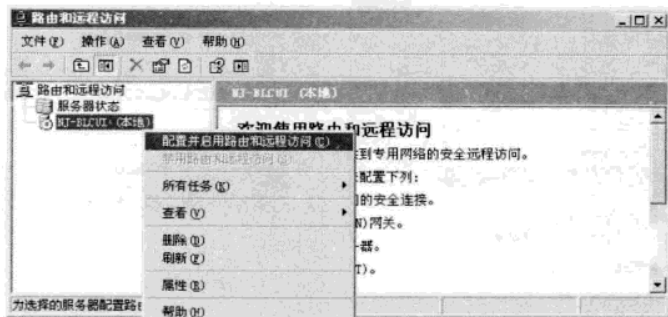 路由和远程访问
文件(F) 操作(A) 查看(V) 帮助(H)
路由和远程访问
服务器状态
(本地)
(本地)
欢迎使用路由和远程访问
配置并启用路由和远程访问(C)
禁用路由和远程访问(S)
到专用网络的安全远程访问。
所有任务(K)
配置下列:
的安全连接。
查看(V)
N)网关。
删除(D)
器。
刷新(F)
T)。
属性(R)
为选择的服务器配置路由
帮助(H)